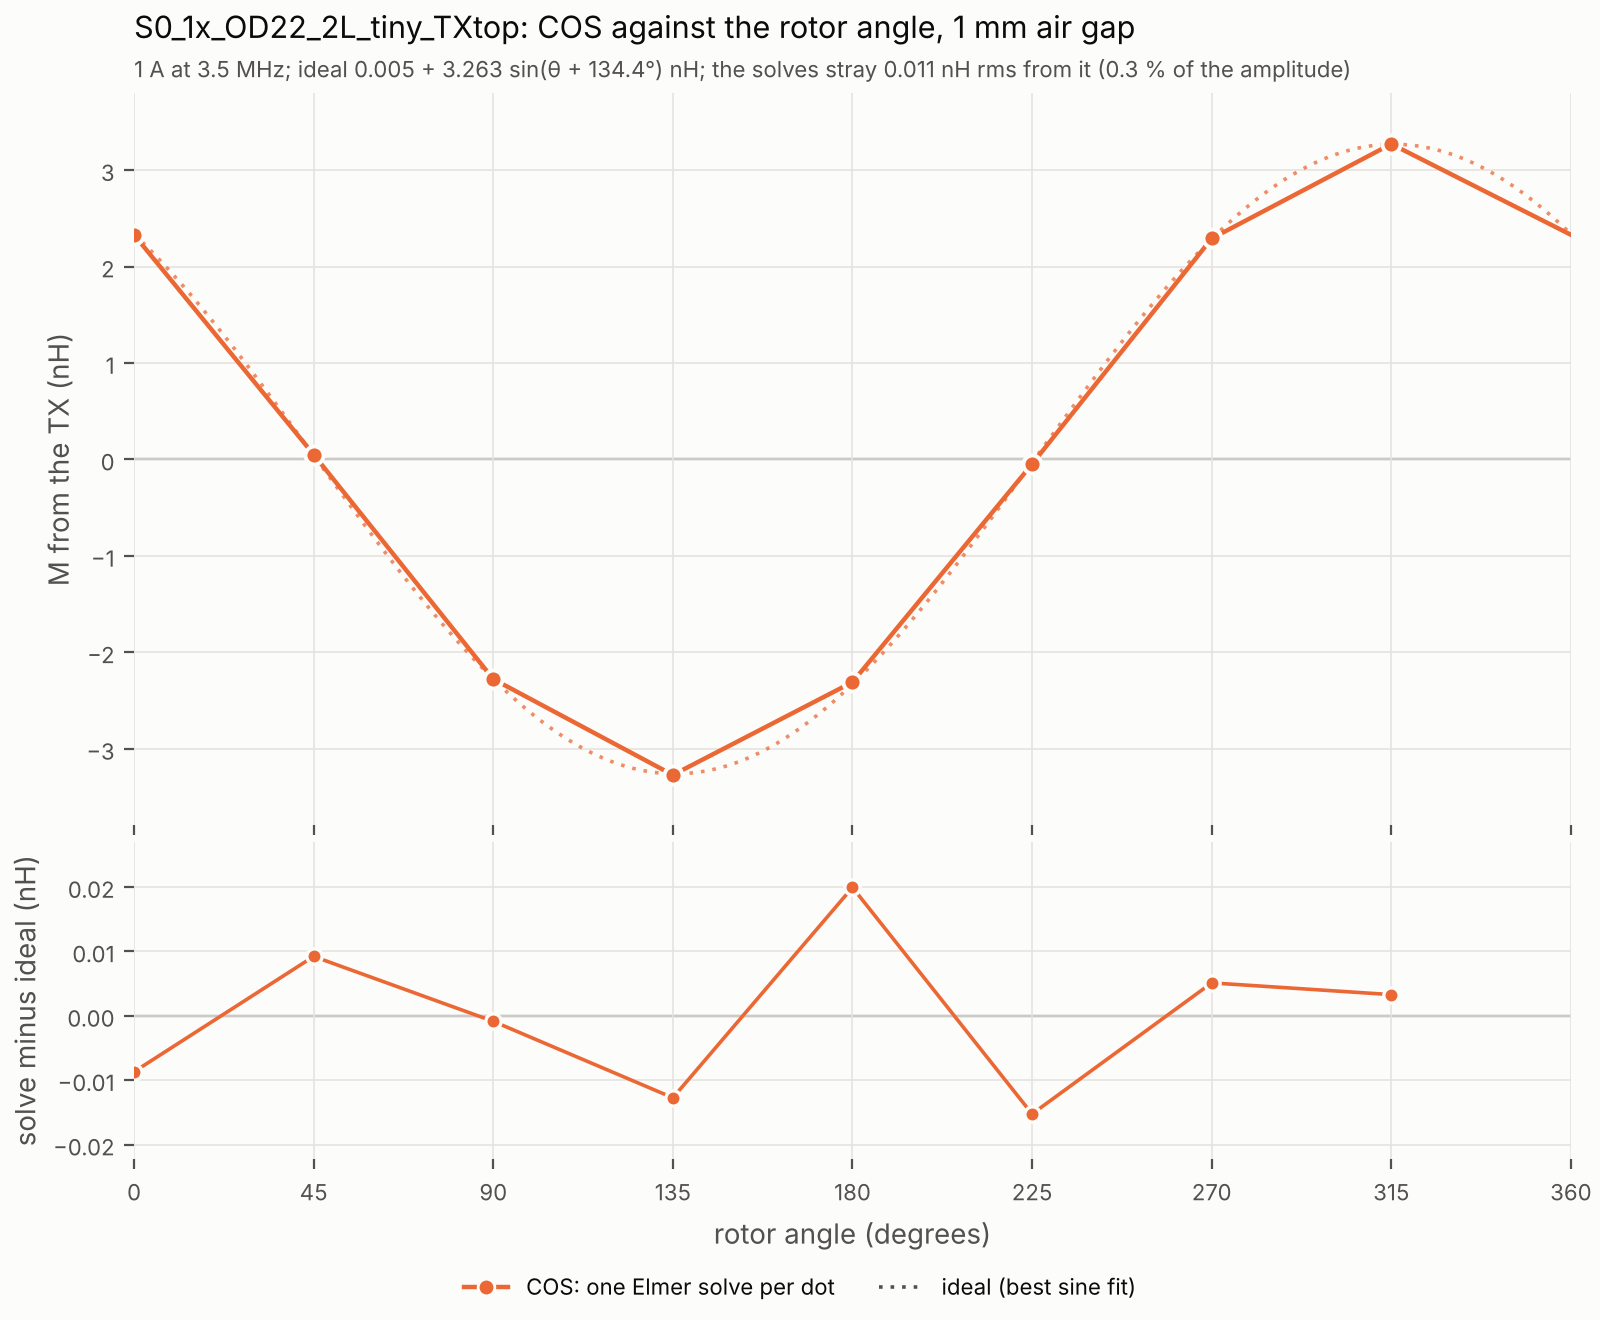 S0_1x_OD22_2L_tiny_TXtop: COS against the rotor angle, 1 mm air gap
1 A at 3.5 MHz; ideal 0.005 + 3.263 sin(θ + 134.4°) nH; the solves stray 0.011 nH rms from it (0.3 % of the amplitude)
M from the TX (nH)
3
2
1
0
−1
−2
−3
solve minus ideal (nH)
0.02
0.01
0.00
−0.01
−0.02
0 45 90 135 180 225 270 315 360
rotor angle (degrees)
COS: one Elmer solve per dot ideal (best sine fit)